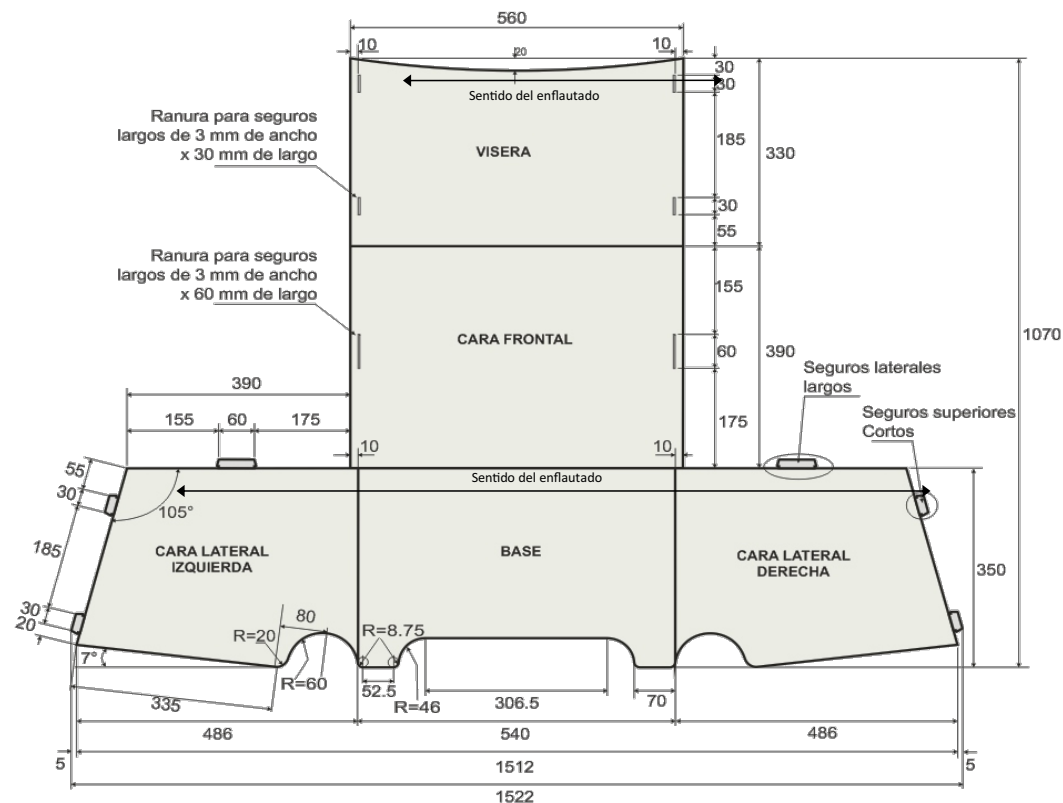 560
10
20
10
30
30
Sentido del enflautado
Ranura para seguros
largos de 3 mm de ancho
x 30 mm de largo
VISERA
185
330
30
55
Ranura para seguros
largos de 3 mm de ancho
x 60 mm de largo
155
CARA FRONTAL
60
390
1070
Seguros laterales
largos
390
155
60
175
175
Seguros superiores
Cortos
10
10
55
30
Sentido del enflautado
105°
185
CARA LATERAL
IZQUIERDA
BASE
CARA LATERAL
DERECHA
350
30
20
80
R=20
R=8.75
7°
R=60
52.5
R=46
306.5
70
335
486
540
486
5
1512
5
1522